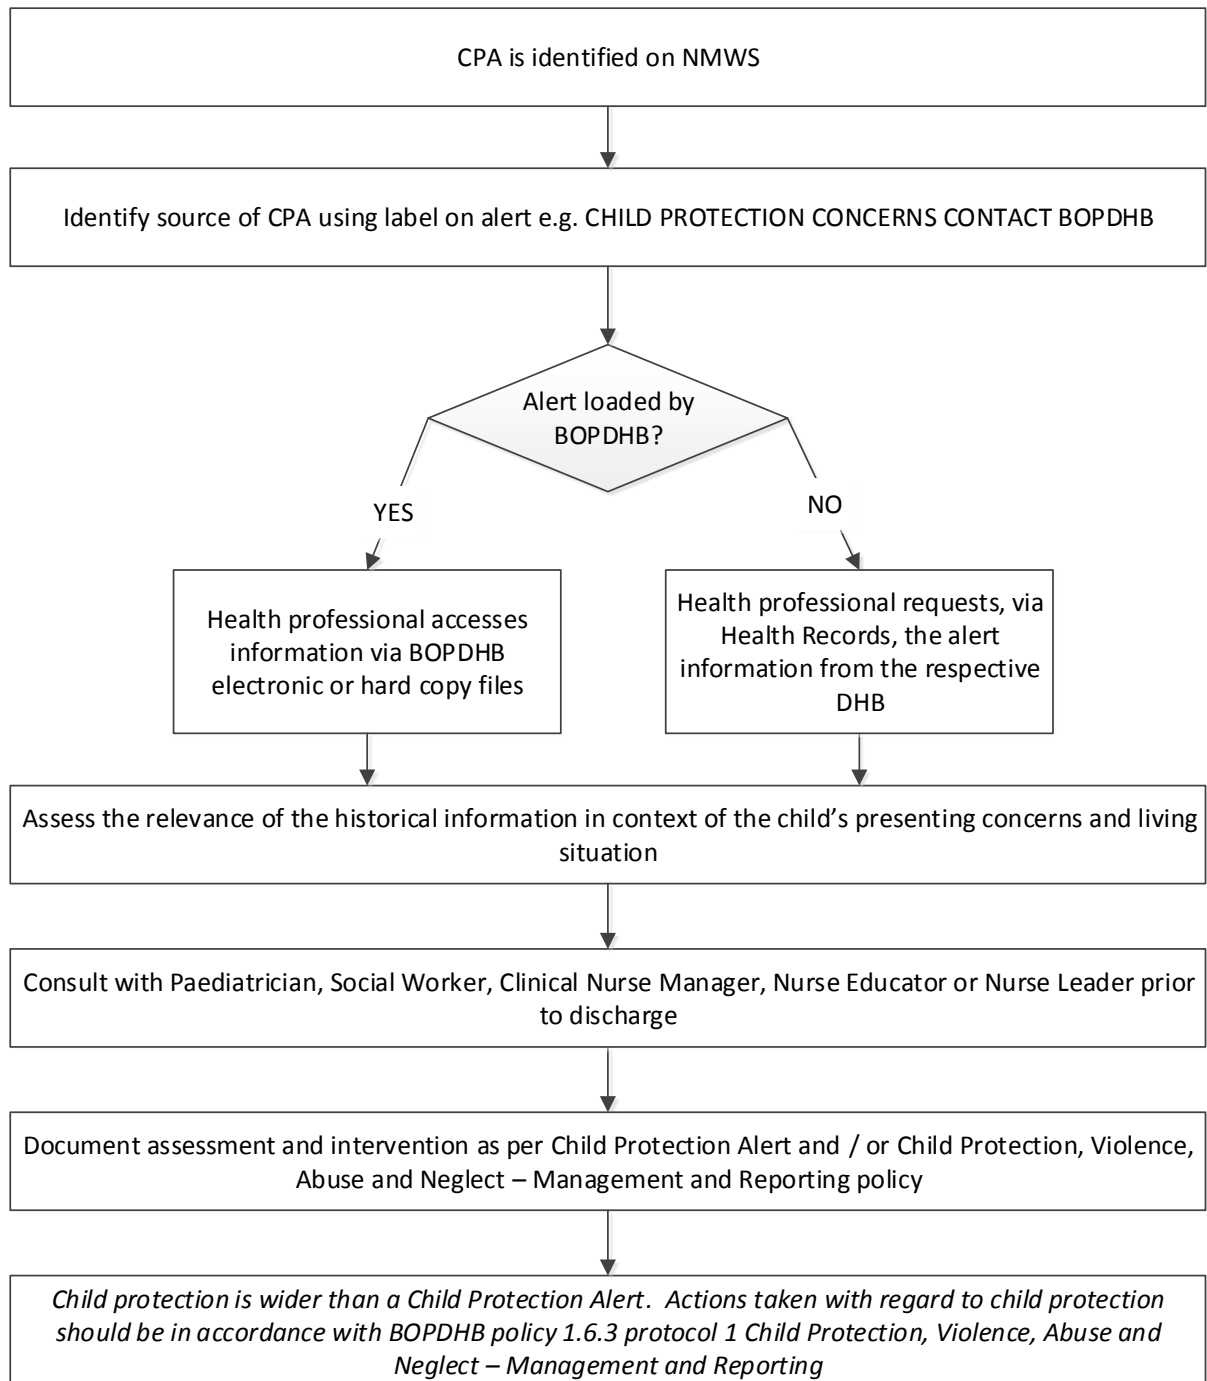 CPA is identified on NMWS
Identify source of CPA using label on alert e.g. CHILD PROTECTION CONCERNS CONTACT BOPDHB
Alert loaded by
BOPDHB?
YES
NO
Health professional accesses
information via BOPDHB
electronic or hard copy files
Health professional requests, via
Health Records, the alert
information from the respective
DHB
Assess the relevance of the historical information in context of the child’s presenting concerns and living
situation
Consult with Paediatrician, Social Worker, Clinical Nurse Manager, Nurse Educator or Nurse Leader prior
to discharge
Document assessment and intervention as per Child Protection Alert and / or Child Protection, Violence,
Abuse and Neglect – Management and Reporting policy
Child protection is wider than a Child Protection Alert.  Actions taken with regard to child protection
should be in accordance with BOPDHB policy 1.6.3 protocol 1 Child Protection, Violence, Abuse and
Neglect – Management and Reporting